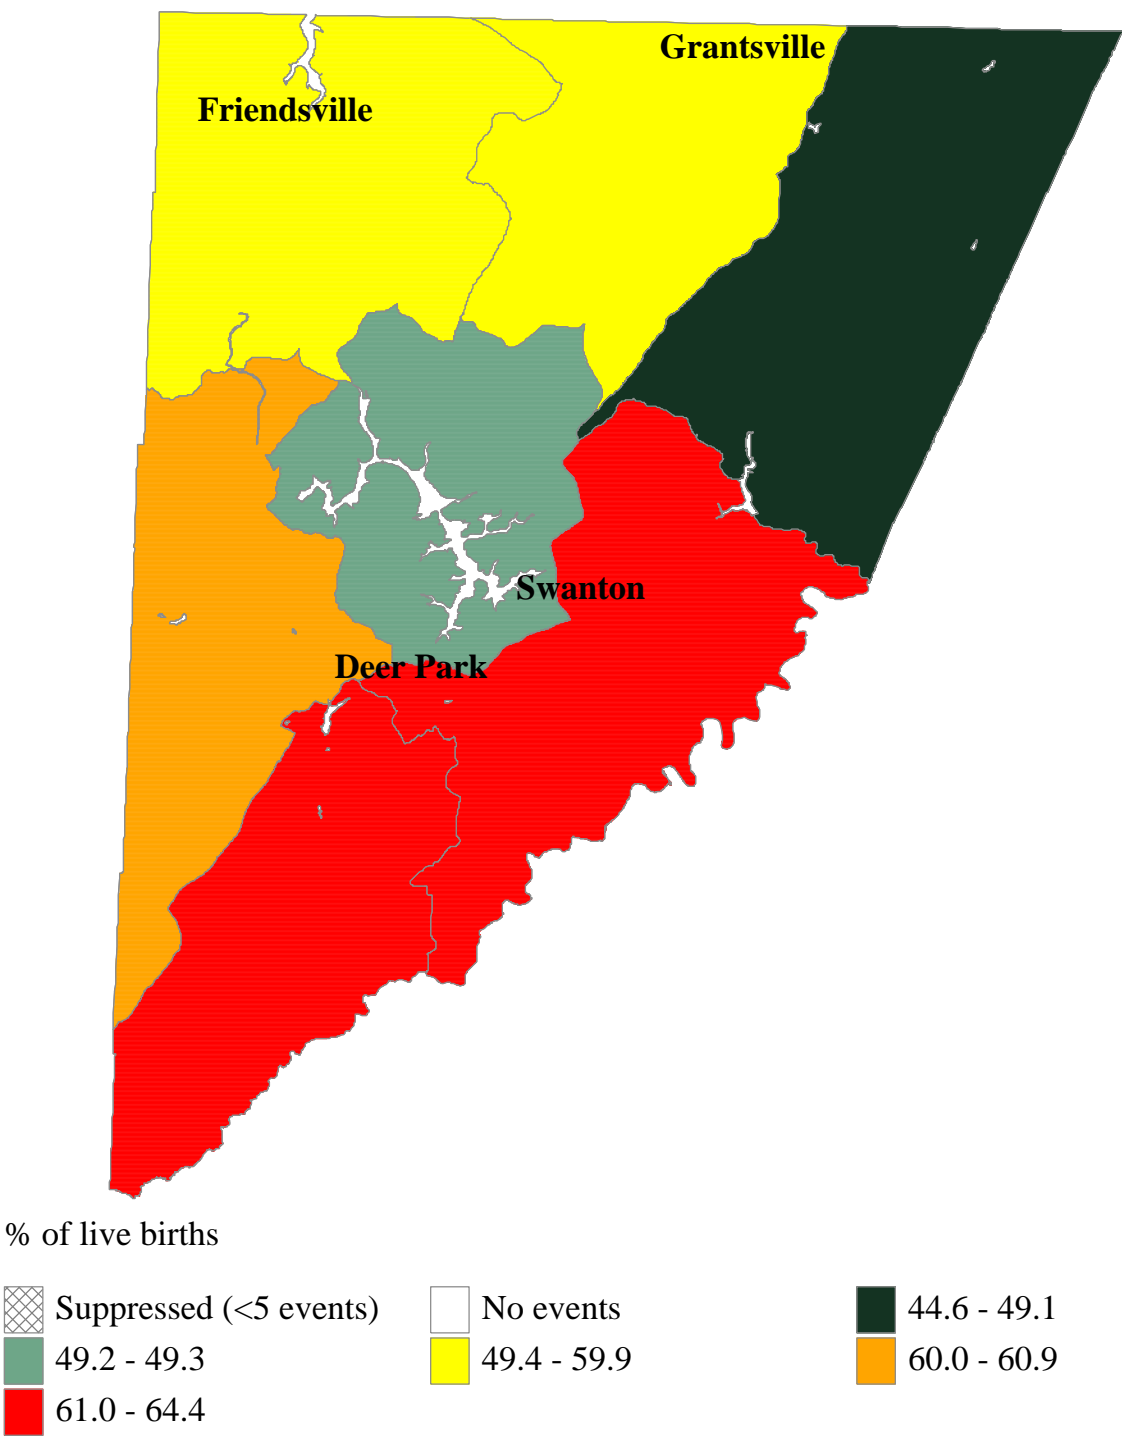 Grantsville
Friendsville
Swanton
Deer Park
% of live births
Suppressed (<5 events) No events 44.6 - 49.1
49.2 - 49.3 49.4 - 59.9 60.0 - 60.9
61.0 - 64.4